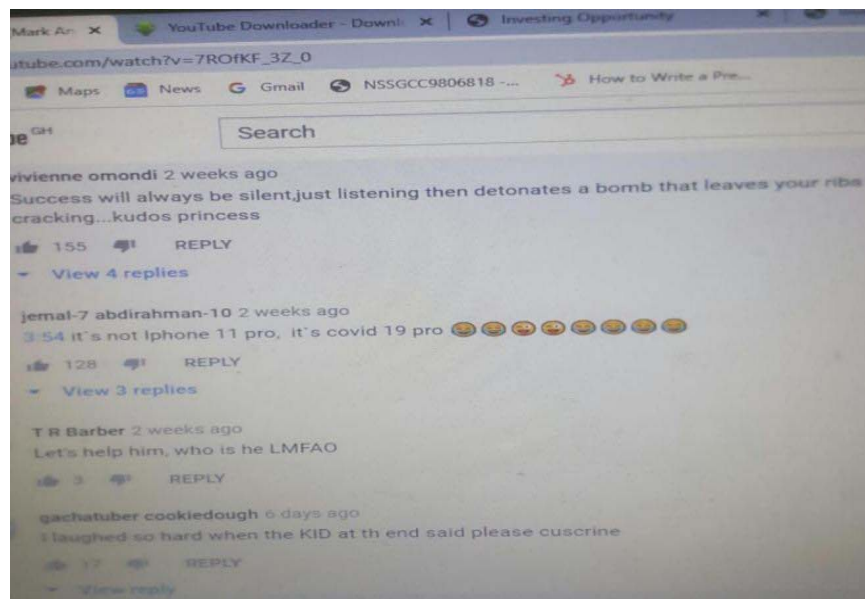 Mark An
YouTube Downloader - Downl
Investing Opportunity
utube.com/watch?v=7ROfKF_3Z_0
Maps
News
Gmail
NSSGCC9806818 -...
How to Write a Pre...
be GH
Search
vivienne omondi 2 weeks ago
Success will always be silent,just listening then detonates a bomb that leaves your ribs
cracking...kudos princess
155 REPLY
View 4 replies
jemal-7 abdirahman-10 2 weeks ago
3:54 it`s not Iphone 11 pro, it`s covid 19 pro
128 REPLY
View 3 replies
T R Barber 2 weeks ago
Let's help him, who is he LMFAO
3 REPLY
gachatuber cookiedough 6 days ago
i laughed so hard when the KID at th end said please cuscrine
17 REPLY
View reply